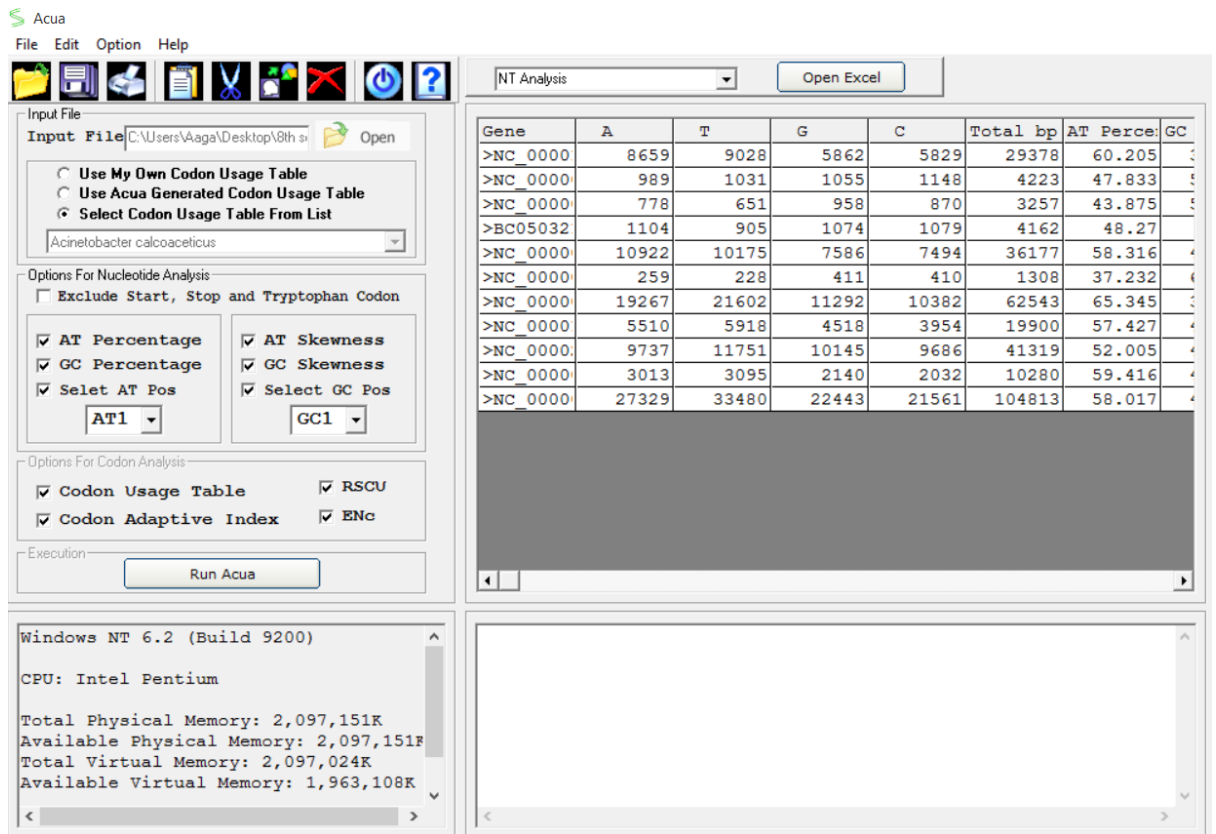 Acua
File Edit Option Help
NT Analysis Open Excel
Input File
Input File C:\Users\Aaga\Desktop\8th s Open
Use My Own Codon Usage Table
Use Acua Generated Codon Usage Table
Select Codon Usage Table From List
Acinetobacter calcoaceticus
Options For Nucleotide Analysis
Exclude Start, Stop and Tryptophan Codon
AT Percentage AT Skewness
GC Percentage GC Skewness
Selet AT Pos Select GC Pos
AT1 GC1
Options For Codon Analysis
Codon Usage Table RSCU
Codon Adaptive Index ENc
Execution
Run Acua
Gene A T G C Total bp AT Perce GC
>NC_0000 8659 9028 5862 5829 29378 60.205
>NC_0000 989 1031 1055 1148 4223 47.833
>NC_0000 778 651 958 870 3257 43.875
>BC05032 1104 905 1074 1079 4162 48.27
>NC_0000 10922 10175 7586 7494 36177 58.316
>NC_0000 259 228 411 410 1308 37.232
>NC_0000 19267 21602 11292 10382 62543 65.345
>NC_0000 5510 5918 4518 3954 19900 57.427
>NC_0000 9737 11751 10145 9686 41319 52.005
>NC_0000 3013 3095 2140 2032 10280 59.416
>NC_0000 27329 33480 22443 21561 104813 58.017
Windows NT 6.2 (Build 9200)
CPU: Intel Pentium
Total Physical Memory: 2,097,151K
Available Physical Memory: 2,097,151K
Total Virtual Memory: 2,097,024K
Available Virtual Memory: 1,963,108K